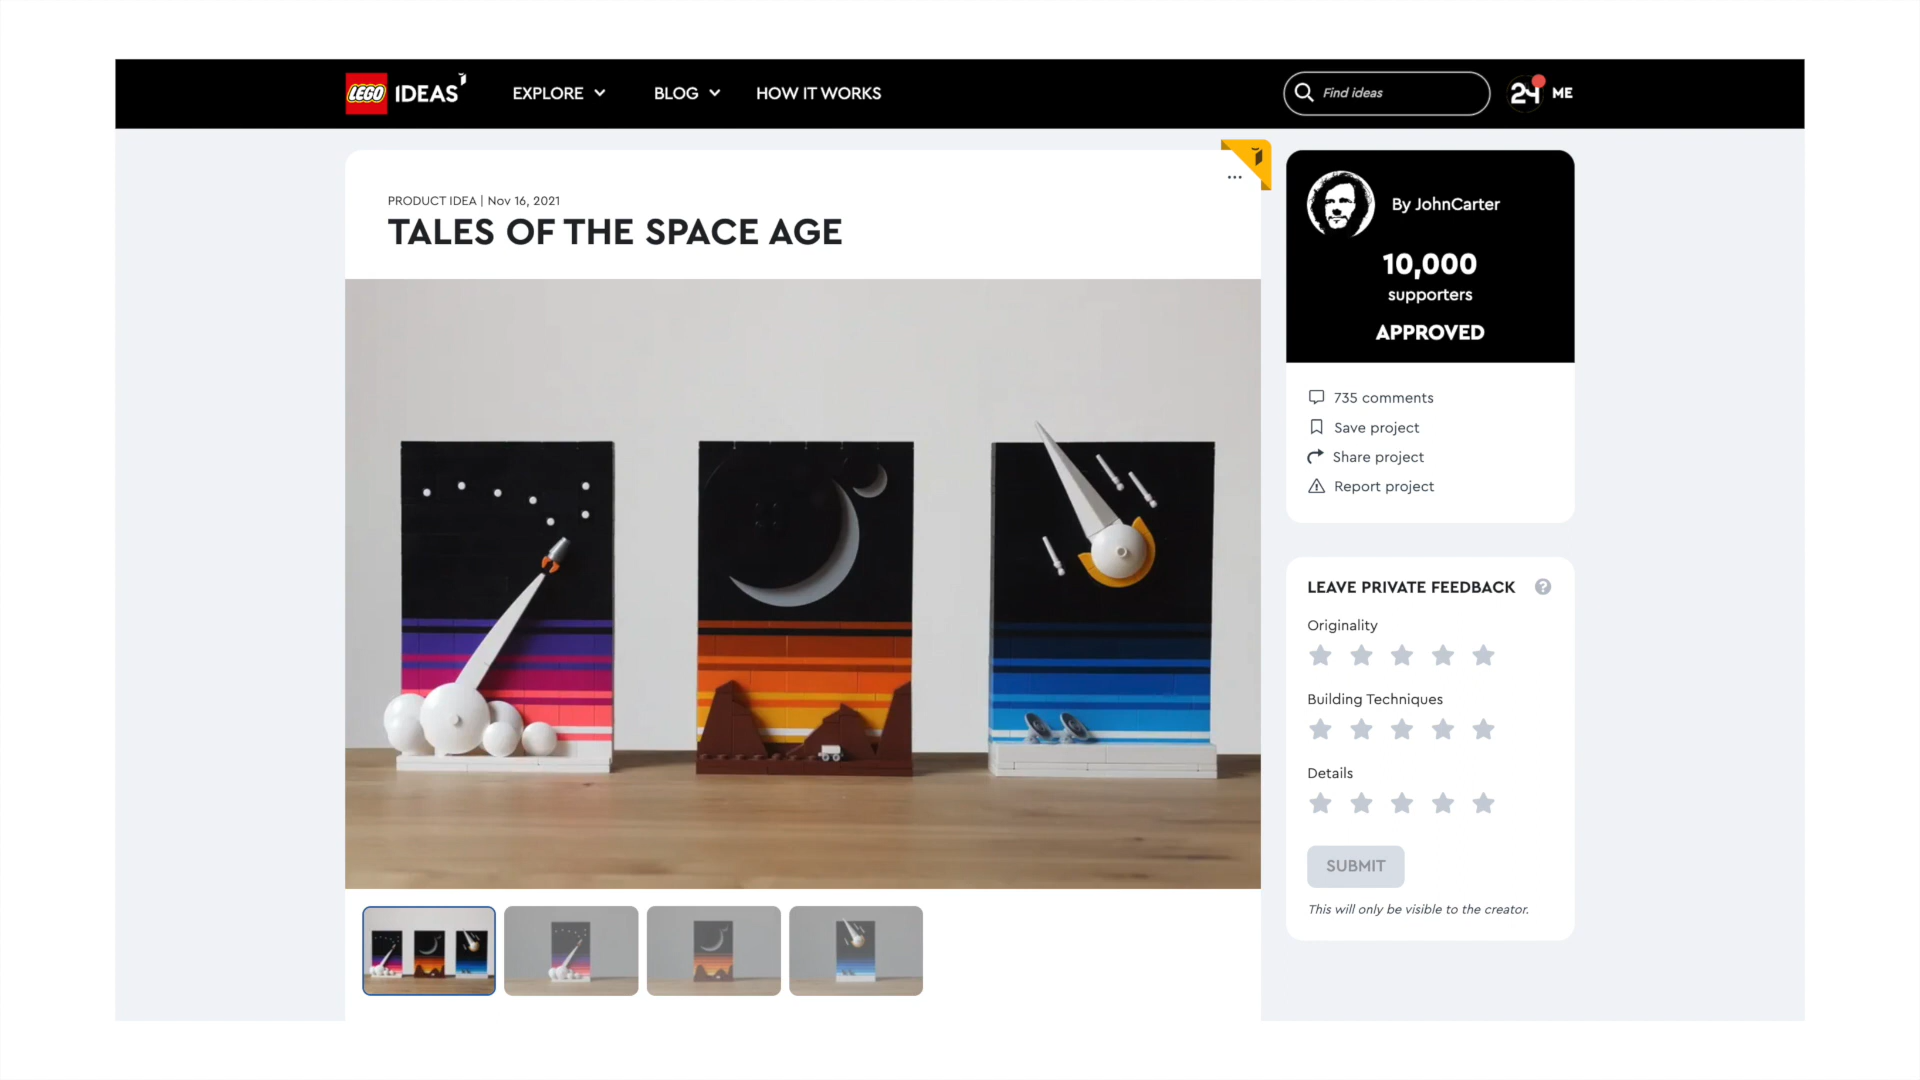 LEGO IDEAS
EXPLORE
BLOG
HOW IT WORKS
Find ideas
24 ME
PRODUCT IDEA | Nov 16, 2021
TALES OF THE SPACE AGE
...
By JohnCarter
10,000
supporters
APPROVED
735 comments
Save project
Share project
Report project
LEAVE PRIVATE FEEDBACK ?
Originality
Building Techniques
Details
SUBMIT
This will only be visible to the creator.